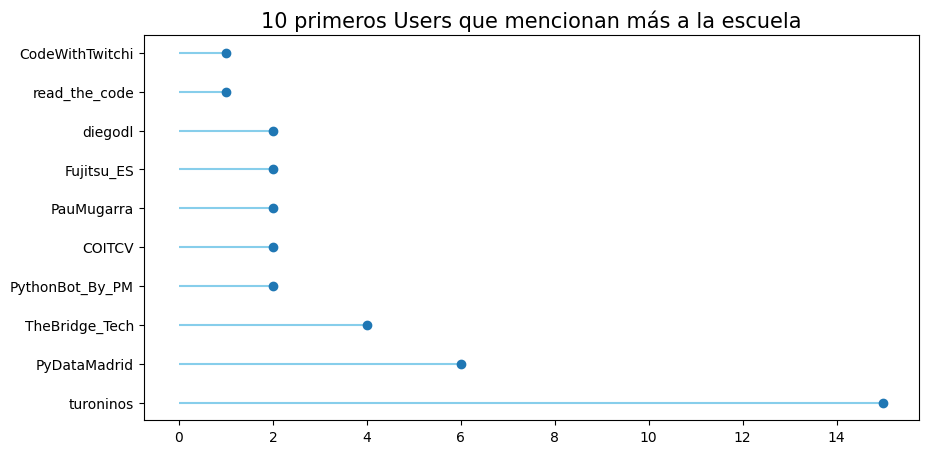 10 primeros Users que mencionan más a la escuela
CodeWithTwitchi
read_the_code
diegodl
Fujitsu_ES
PauMugarra
COITCV
PythonBot_By_PM
TheBridge_Tech
PyDataMadrid
turoninos
0 2 4 6 8 10 12 14